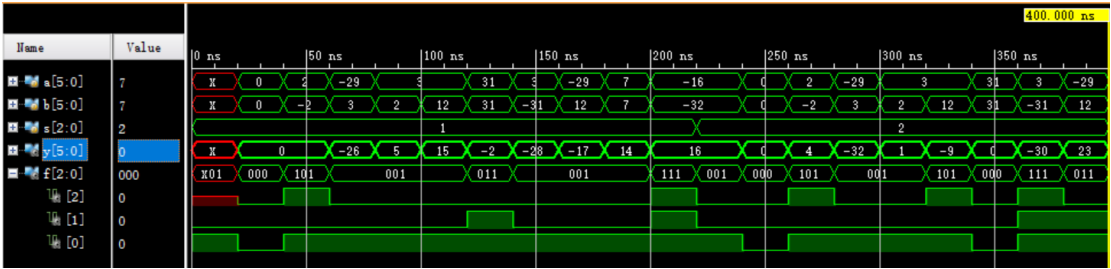 400.000 ns
Name Value |0 ns |50 ns |100 ns |150 ns |200 ns |250 ns |300 ns |350 ns
a[5:0] 7 X 0 2 -29 3 31 3 -29 7 -16 0 2 -29 3 31 3 -29
b[5:0] 7 X 0 -2 3 2 12 31 -31 12 7 -32 0 -2 3 2 12 31 -31 12
s[2:0] 2 1 2
y[5:0] 0 X 0 -26 5 15 -2 -28 -17 14 16 0 4 -32 1 -9 0 -30 23
f[2:0] 000 X01 000 101 001 011 001 111 001 000 101 001 101 000 111 011
[2] 0
[1] 0
[0] 0